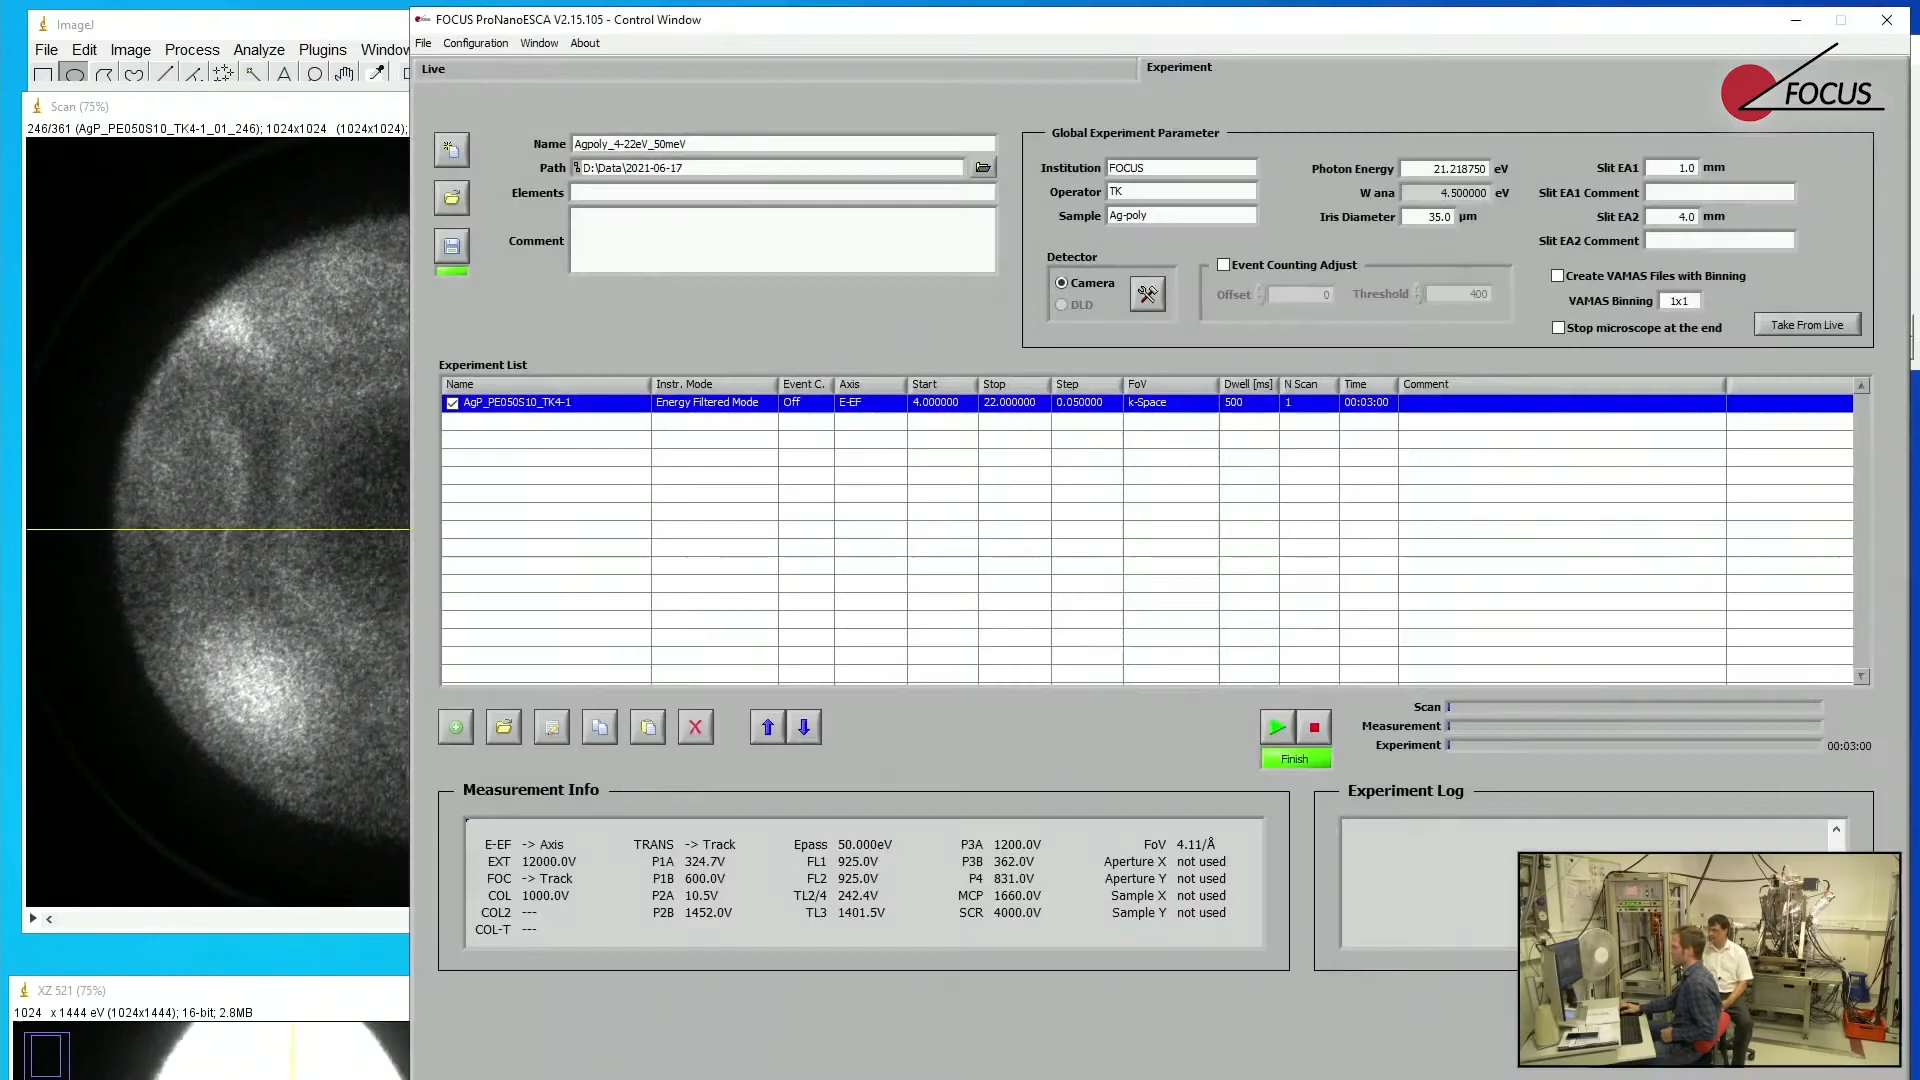 ImageJ
File Edit Image Process Analyze Plugins Window
Scan (75%)
246/361 (AgP_PE050S10_TK4-1_01_246); 1024x1024 (1024x1024);
XZ 521 (75%)
1024 x 1444 eV (1024x1444); 16-bit; 2.8MB
FOCUS ProNanoESCA V2.15.105 - Control Window
File Configuration Window About
Live
Experiment
FOCUS
Name Agpoly_4-22eV_50meV
Path D:\Data\2021-06-17
Elements
Comment
Global Experiment Parameter
Institution FOCUS
Operator TK
Sample Ag-poly
Photon Energy 21.218750 eV
W ana 4.500000 eV
Iris Diameter 35.0 µm
Slit EA1 1.0 mm
Slit EA1 Comment
Slit EA2 4.0 mm
Slit EA2 Comment
Detector
Camera
DLD
Event Counting Adjust
Offset 0 Threshold 400
Create VAMAS Files with Binning
VAMAS Binning 1x1
Stop microscope at the end
Take From Live
Experiment List
Name Instr. Mode Event C. Axis Start Stop Step FoV Dwell [ms] N Scan Time Comment
AgP_PE050S10_TK4-1 Energy Filtered Mode Off E-EF 4.000000 22.000000 0.050000 k-Space 500 1 00:03:00
Scan
Measurement
Experiment 00:03:00
Finish
Measurement Info
E-EF -> Axis TRANS -> Track Epass 50.000eV P3A 1200.0V FoV 4.11/Å
EXT 12000.0V P1A 324.7V FL1 925.0V P3B 362.0V Aperture X not used
FOC -> Track P1B 600.0V FL2 925.0V P4 831.0V Aperture Y not used
COL 1000.0V P2A 10.5V TL2/4 242.4V MCP 1660.0V Sample X not used
COL2 --- P2B 1452.0V TL3 1401.5V SCR 4000.0V Sample Y not used
COL-T ---
Experiment Log